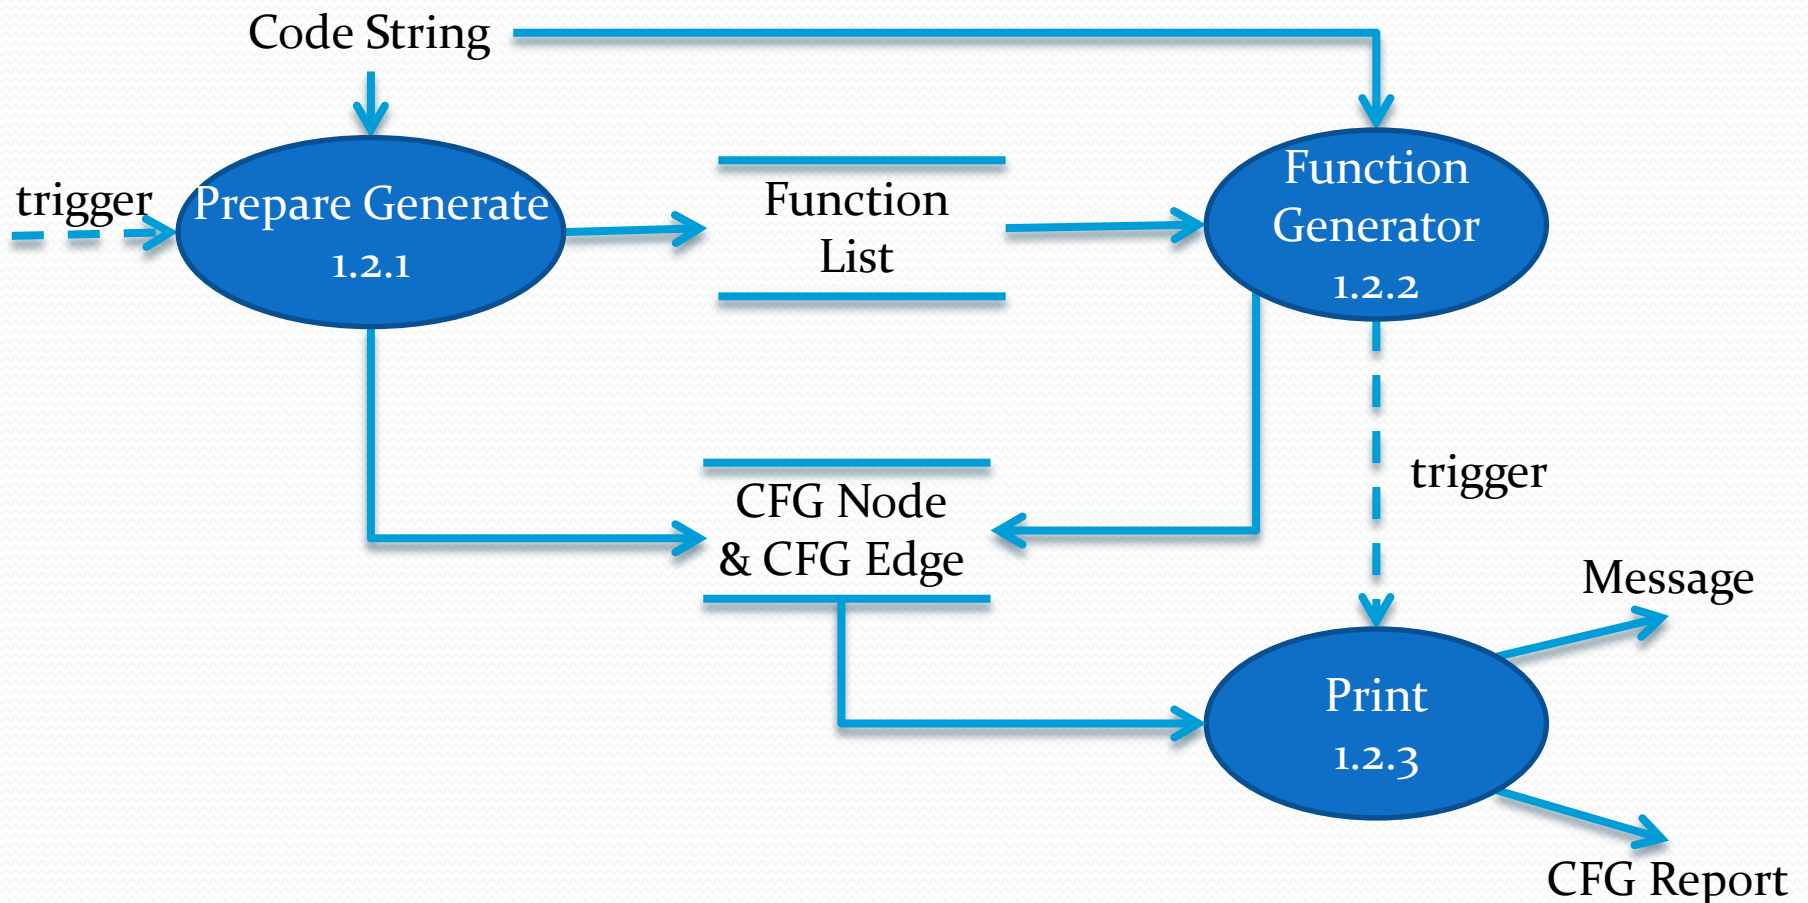 Code String
trigger
Prepare Generate
1.2.1
Function
List
Function
Generator
1.2.2
CFG Node
& CFG Edge
trigger
Message
Print
1.2.3
CFG Report